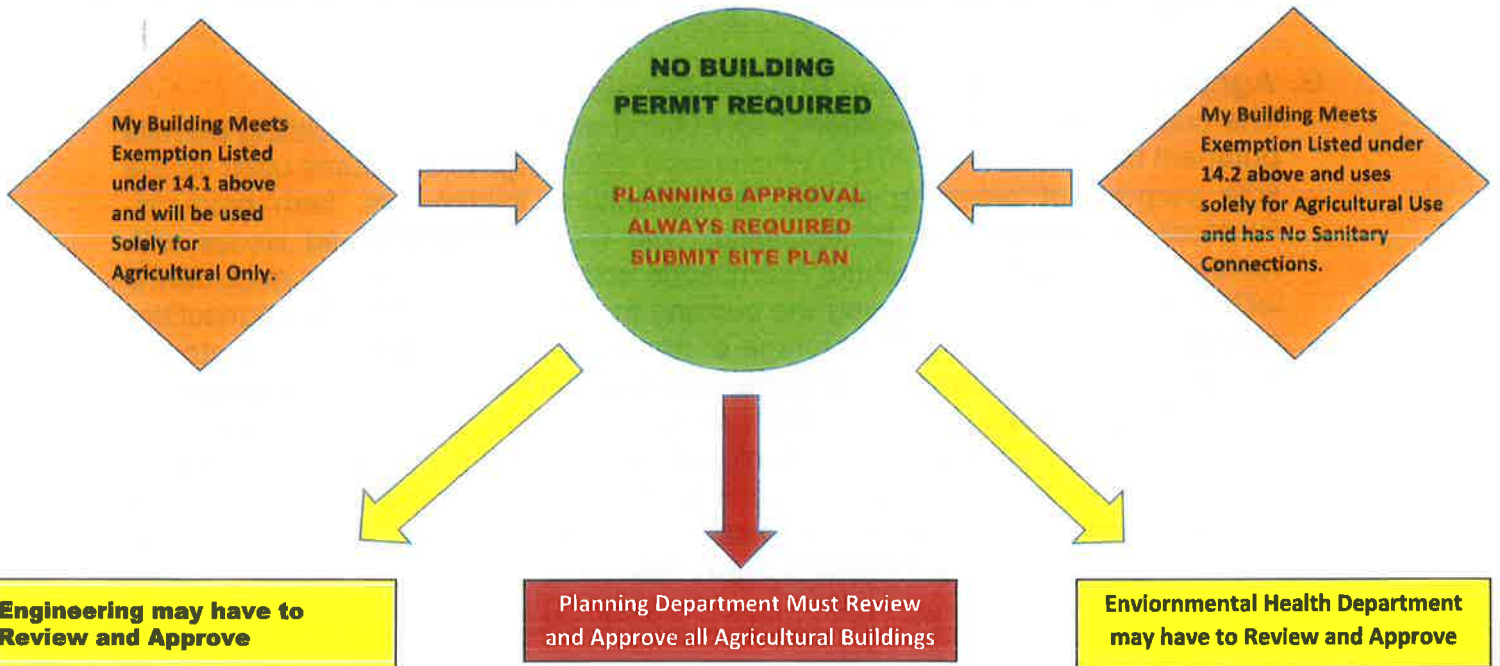 My Building Meets
Exemption Listed
under 14.1 above
and will be used
Solely for
Agricultural Only.
NO BUILDING
PERMIT REQUIRED
PLANNING APPROVAL
ALWAYS REQUIRED
SUBMIT SITE PLAN
My Building Meets
Exemption Listed under
14.2 above and uses
solely for Agricultural Use
and has No Sanitary
Connections.
Engineering may have to
Review and Approve
Planning Department Must Review
and Approve all Agricultural Buildings
Enviornmental Health Department
may have to Review and Approve